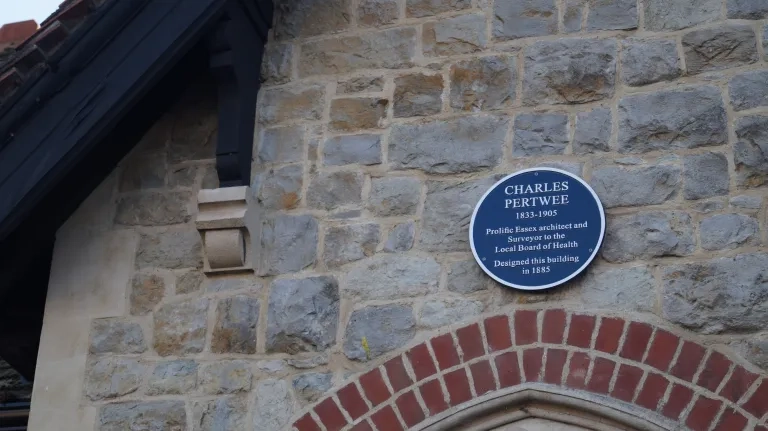 CHARLES
PERTWEE
1833-1905
Prolific Essex architect and
Surveyor to the
Local Board of Health
Designed this building
in 1885